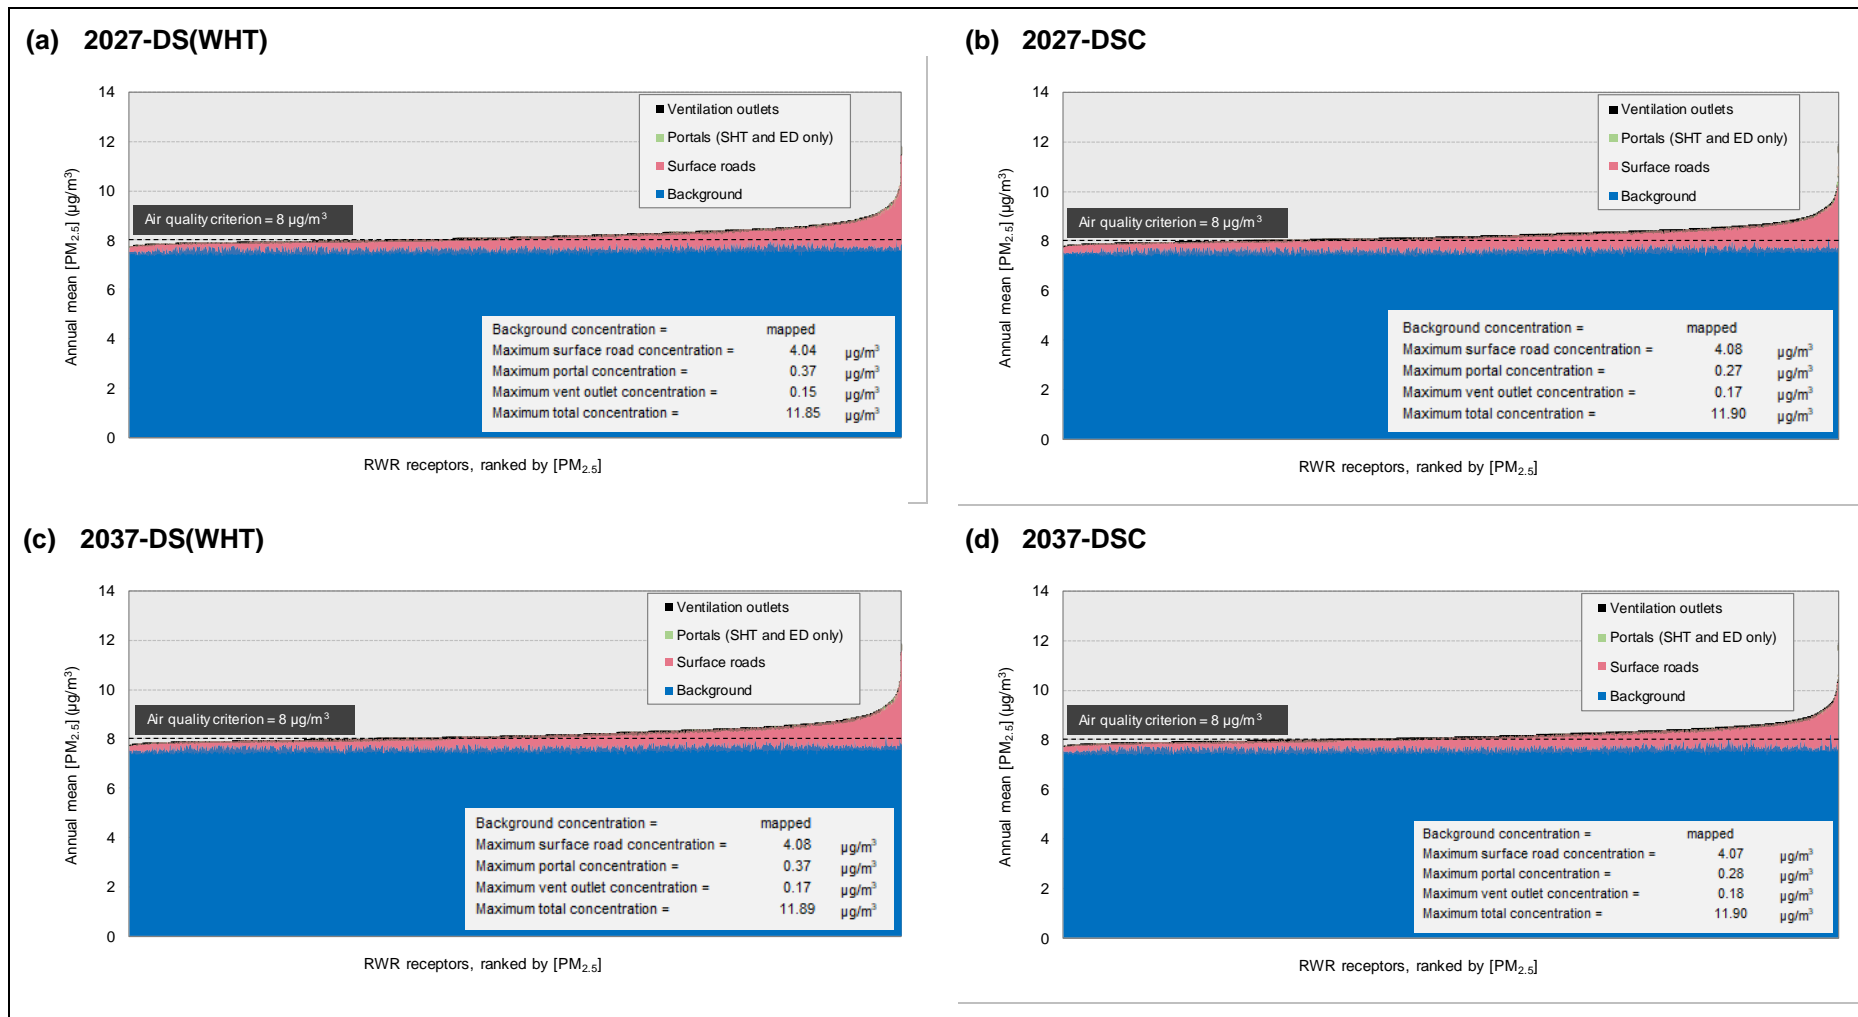 (a) 2027-DS(WHT)
14
12
10
8
6
4
2
0
Annual mean [PM2.5] (µg/m³)
Ventilation outlets
Portals (SHT and ED only)
Surface roads
Background
Air quality criterion = 8 µg/m³
Background concentration = mapped
Maximum surface road concentration = 4.04 µg/m³
Maximum portal concentration = 0.37 µg/m³
Maximum vent outlet concentration = 0.15 µg/m³
Maximum total concentration = 11.85 µg/m³
RWR receptors, ranked by [PM2.5]
(b) 2027-DSC
14
12
10
8
6
4
2
0
Annual mean [PM2.5] (µg/m³)
Ventilation outlets
Portals (SHT and ED only)
Surface roads
Background
Air quality criterion = 8 µg/m³
Background concentration = mapped
Maximum surface road concentration = 4.08 µg/m³
Maximum portal concentration = 0.27 µg/m³
Maximum vent outlet concentration = 0.17 µg/m³
Maximum total concentration = 11.90 µg/m³
RWR receptors, ranked by [PM2.5]
(c) 2037-DS(WHT)
14
12
10
8
6
4
2
0
Annual mean [PM2.5] (µg/m³)
Ventilation outlets
Portals (SHT and ED only)
Surface roads
Background
Air quality criterion = 8 µg/m³
Background concentration = mapped
Maximum surface road concentration = 4.08 µg/m³
Maximum portal concentration = 0.37 µg/m³
Maximum vent outlet concentration = 0.17 µg/m³
Maximum total concentration = 11.89 µg/m³
RWR receptors, ranked by [PM2.5]
(d) 2037-DSC
14
12
10
8
6
4
2
0
Annual mean [PM2.5] (µg/m³)
Ventilation outlets
Portals (SHT and ED only)
Surface roads
Background
Air quality criterion = 8 µg/m³
Background concentration = mapped
Maximum surface road concentration = 4.07 µg/m³
Maximum portal concentration = 0.28 µg/m³
Maximum vent outlet concentration = 0.18 µg/m³
Maximum total concentration = 11.90 µg/m³
RWR receptors, ranked by [PM2.5]